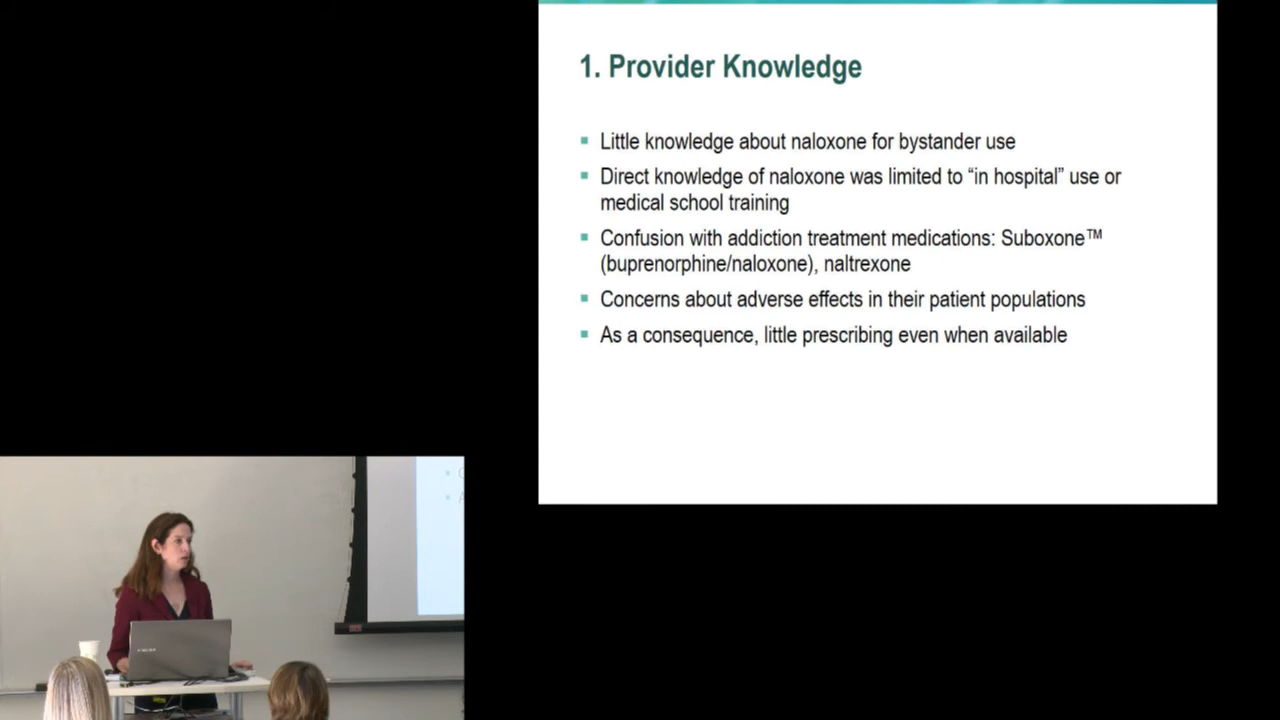 1. Provider Knowledge
Little knowledge about naloxone for bystander use
Direct knowledge of naloxone was limited to “in hospital” use or
medical school training
Confusion with addiction treatment medications: Suboxone™
(buprenorphine/naloxone), naltrexone
Concerns about adverse effects in their patient populations
As a consequence, little prescribing even when available